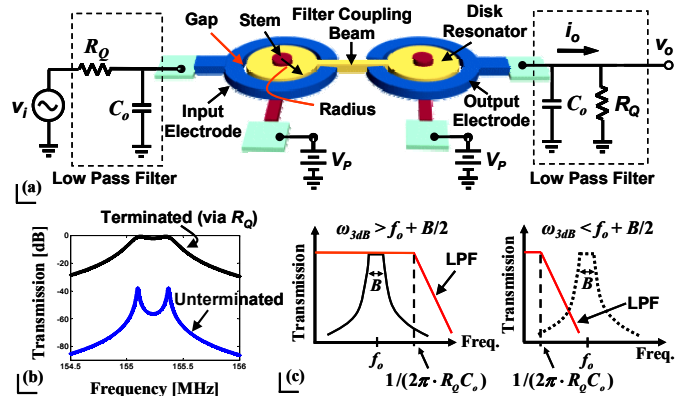 (a)
R_Q
C_o
v_i
Low Pass Filter
Gap
Stem
Filter Coupling
Beam
Disk
Resonator
Input
Electrode
Radius
Output
Electrode
V_P
V_P
i_o
v_o
C_o
R_Q
Low Pass Filter
(b)
Transmission [dB]
0
-20
-40
-60
-80
Terminated (via R_Q)
Unterminated
154.5
155
155.5
156
Frequency [MHz]
(c)
Transmission
ω_3dB > f_o + B/2
LPF
B
f_o
Freq.
1/(2π · R_Q C_o)
Transmission
ω_3dB < f_o + B/2
B
LPF
f_o
Freq.
1/(2π · R_Q C_o)